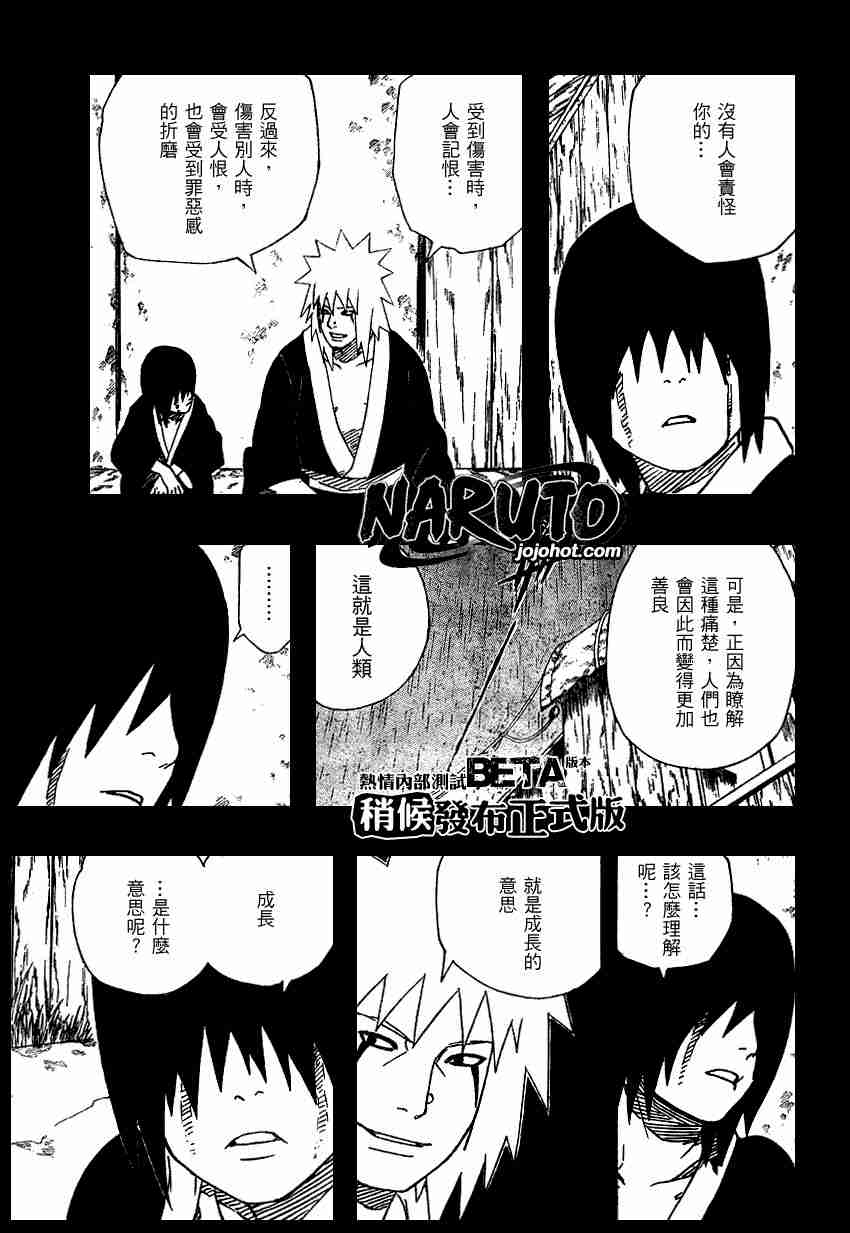 沒有人會責怪
你的…
受到傷害時，
人會記恨…
反過來，
傷害別人時，
會受人恨，
也會受到罪惡感
的折磨
NARUTO
jojohot.com
可是，正因為瞭解
這種痛楚，人們也
會因此而變得更加
善良
這就是人類
………
熱情內部測試BETA版本
稍候發布正式版
這話…
該怎麼理解
呢…？
就是成長的
意思
成長
…是什麼
意思呢？